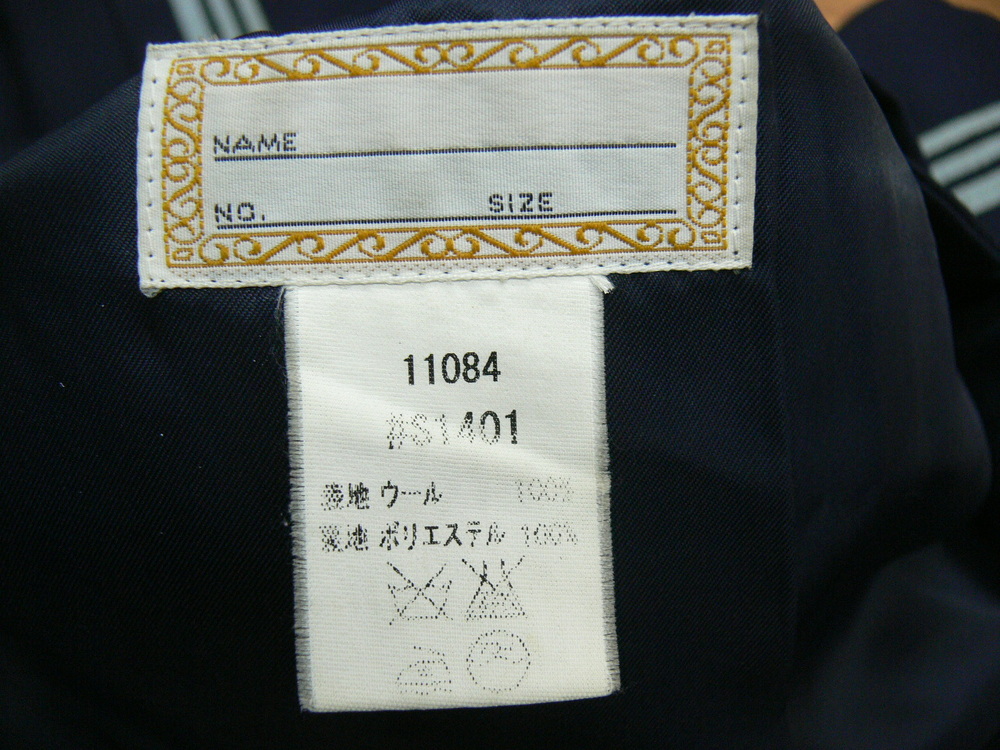 NAME
NO. SIZE
11084
#S1401
表地 ウール 100%
裏地 ポリエステル 100%